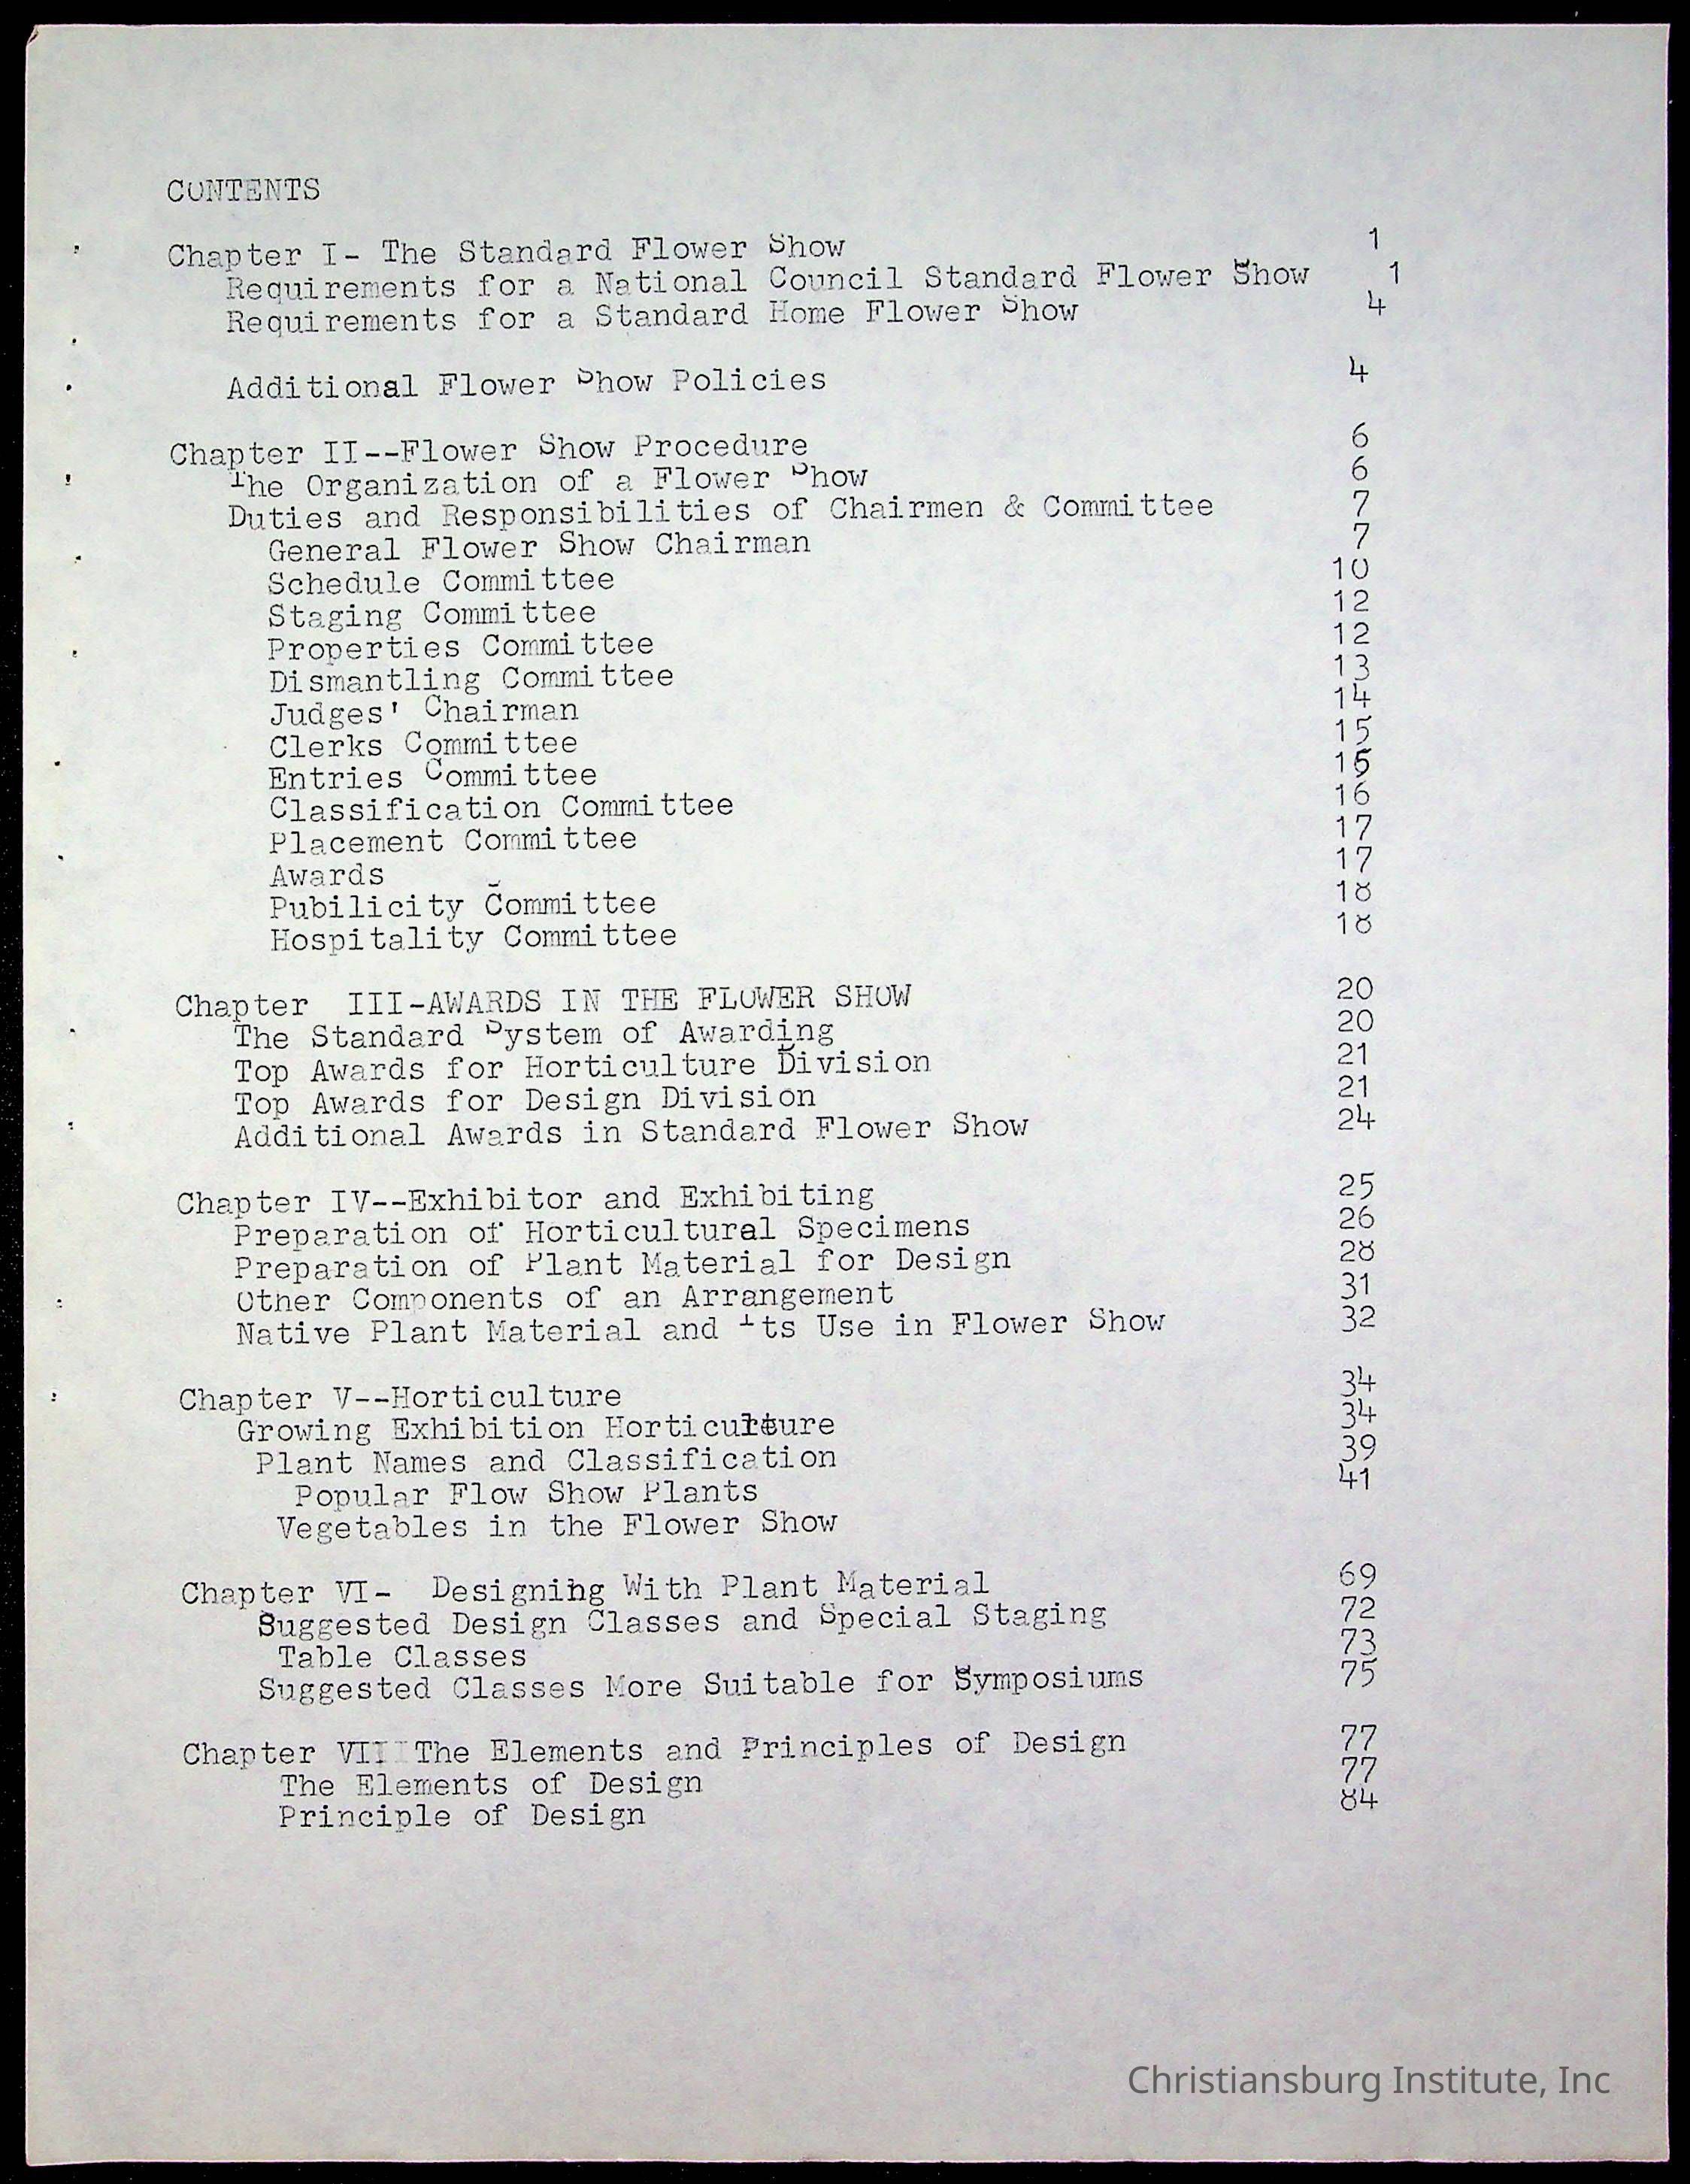 CONTENTS
Chapter I- The Standard Flower Show 1
Requirements for a National Council Standard Flower Show 1
Requirements for a Standard Home Flower Show 4
Additional Flower Show Policies 4
Chapter II--Flower Show Procedure 6
The Organization of a Flower Show 6
Duties and Responsibilities of Chairmen & Committee 7
General Flower Show Chairman 7
Schedule Committee 10
Staging Committee 12
Properties Committee 12
Dismantling Committee 13
Judges' Chairman 14
Clerks Committee 15
Entries Committee 15
Classification Committee 16
Placement Committee 17
Awards 17
Pubilicity Committee 18
Hospitality Committee 18
Chapter III-AWARDS IN THE FLOWER SHOW 20
The Standard System of Awarding 20
Top Awards for Horticulture Division 21
Top Awards for Design Division 21
Additional Awards in Standard Flower Show 24
Chapter IV--Exhibitor and Exhibiting 25
Preparation of Horticultural Specimens 26
Preparation of Plant Material for Design 28
Other Components of an Arrangement 31
Native Plant Material and Its Use in Flower Show 32
Chapter V--Horticulture 34
Growing Exhibition Horticulture 34
Plant Names and Classification 39
Popular Flow Show Plants 41
Vegetables in the Flower Show
Chapter VI- Designing With Plant Material 69
Suggested Design Classes and Special Staging 72
Table Classes 73
Suggested Classes More Suitable for Symposiums 75
Chapter VII The Elements and Principles of Design 77
The Elements of Design 77
Principle of Design 84
Christiansburg Institute, Inc